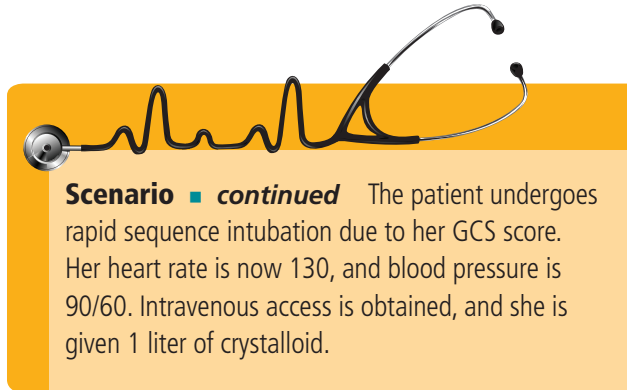 Scenario ■ continued The patient undergoes
rapid sequence intubation due to her GCS score.
Her heart rate is now 130, and blood pressure is
90/60. Intravenous access is obtained, and she is
given 1 liter of crystalloid.